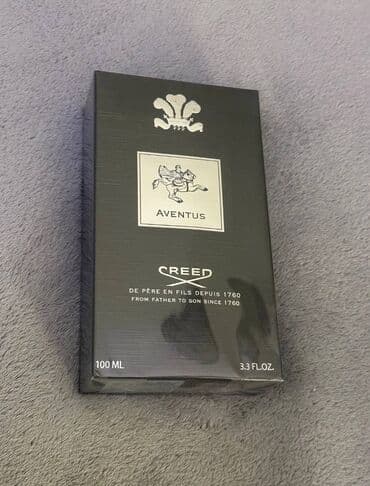 AVENTUS
CREED
DE PÈRE EN FILS DEPUIS 1760
FROM FATHER TO SON SINCE 1760
100 ML
3.3 FL.OZ.